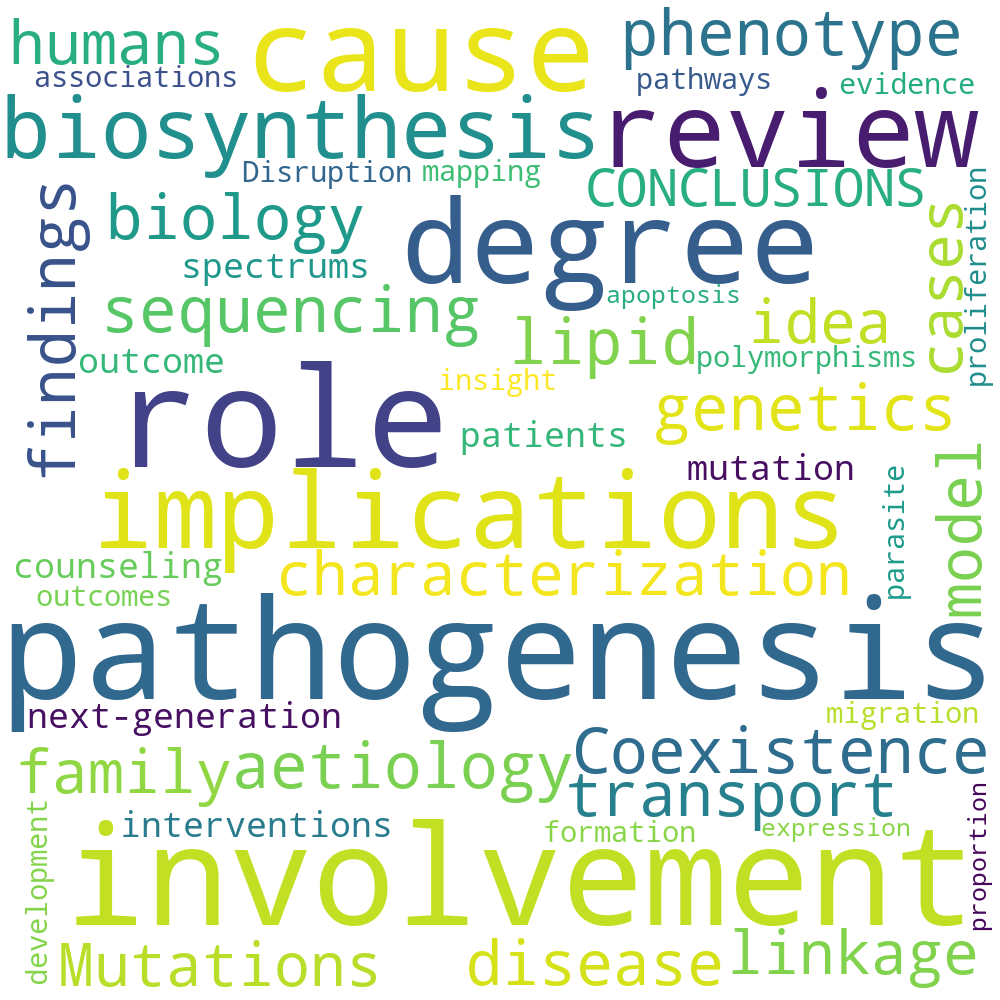 humans
cause
phenotype
associations
pathways
evidence
biosynthesis
review
Disruption
mapping
CONCLUSIONS
findings
biology
degree
cases
proliferation
spectrums
sequencing
apoptosis
idea
lipid
outcome
polymorphisms
insight
role
genetics
patients
mutation
implications
parasite
model
counseling
characterization
outcomes
pathogenesis
next-generation
migration
family
aetiology
Coexistence
transport
development
interventions
formation
expression
proportion
involvement
Mutations
disease
linkage